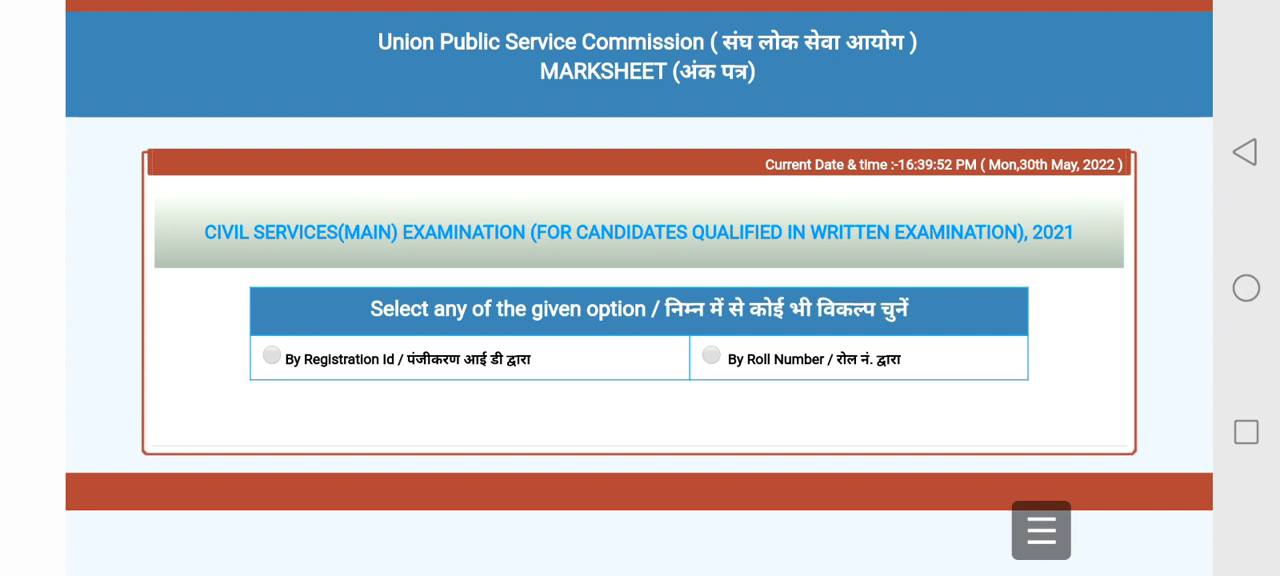 Union Public Service Commission ( संघ लोक सेवा आयोग )
MARKSHEET (अंक पत्र)
Current Date & time :-16:39:52 PM ( Mon,30th May, 2022 )
CIVIL SERVICES(MAIN) EXAMINATION (FOR CANDIDATES QUALIFIED IN WRITTEN EXAMINATION), 2021
Select any of the given option / निम्न में से कोई भी विकल्प चुनें
By Registration Id / पंजीकरण आई डी द्वारा
By Roll Number / रोल नं. द्वारा